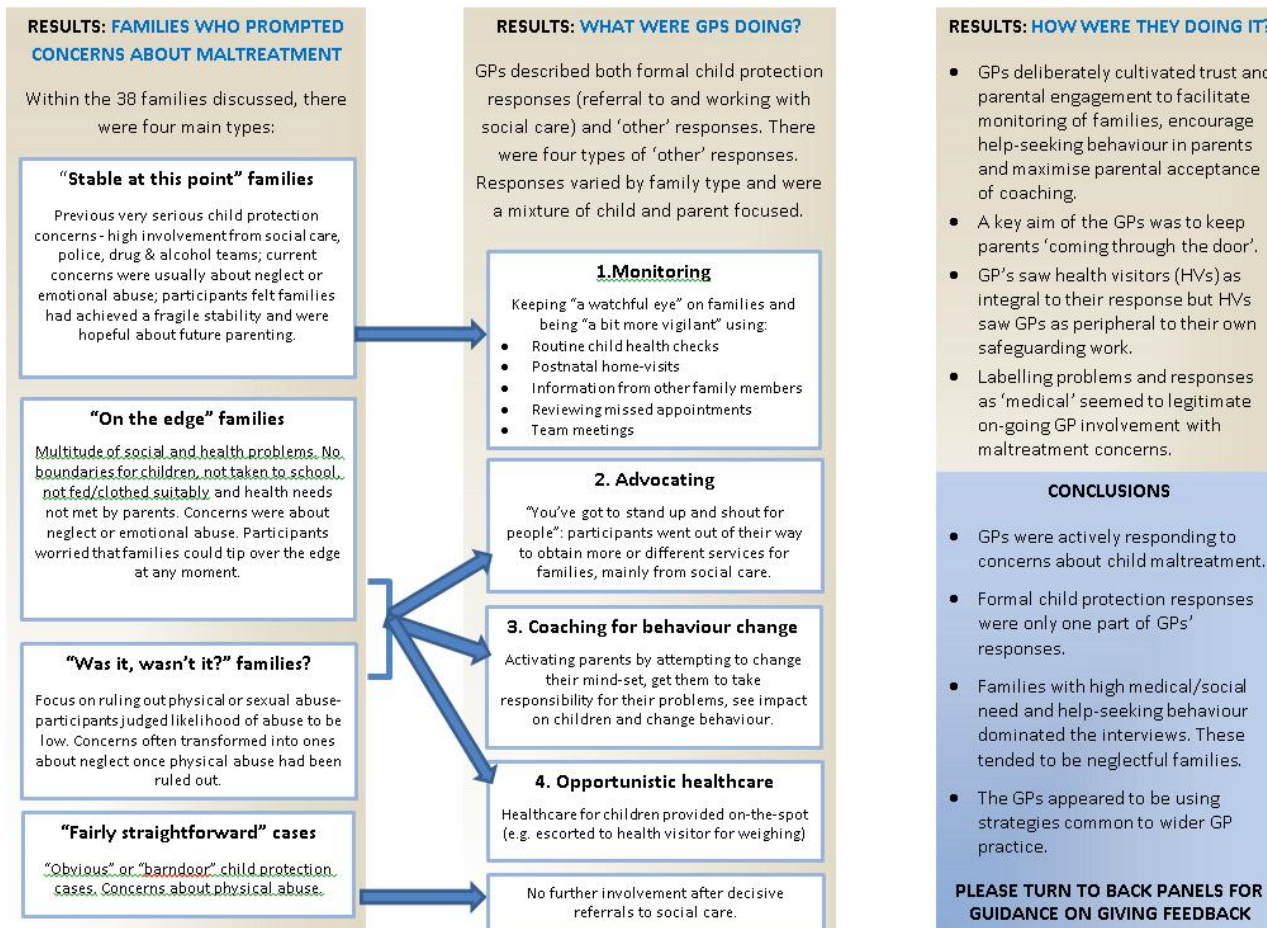 RESULTS: FAMILIES WHO PROMPTED
CONCERNS ABOUT MALTREATMENT
Within the 38 families discussed, there
were four main types:
“Stable at this point” families
Previous very serious child protection
concerns - high involvement from social care,
police, drug & alcohol teams; current
concerns were usually about neglect or
emotional abuse; participants felt families
had achieved a fragile stability and were
hopeful about future parenting.
“On the edge” families
Multitude of social and health problems. No
boundaries for children, not taken to school,
not fed/clothed suitably and health needs
not met by parents. Concerns were about
neglect or emotional abuse. Participants
worried that families could tip over the edge
at any moment.
“Was it, wasn’t it?” families?
Focus on ruling out physical or sexual abuse-
participants judged likelihood of abuse to be
low. Concerns often transformed into ones
about neglect once physical abuse had been
ruled out.
“Fairly straightforward” cases
“Obvious” or “barndoor” child protection
cases. Concerns about physical abuse.
RESULTS: WHAT WERE GPS DOING?
GPs described both formal child protection
responses (referral to and working with
social care) and ‘other’ responses. There
were four types of ‘other’ responses.
Responses varied by family type and were
a mixture of child and parent focused.
1.Monitoring
Keeping “a watchful eye” on families and
being “a bit more vigilant” using:
● Routine child health checks
● Postnatal home-visits
● Information from other family members
● Reviewing missed appointments
● Team meetings
2. Advocating
“You’ve got to stand up and shout for
people”: participants went out of their way
to obtain more or different services for
families, mainly from social care.
3. Coaching for behaviour change
Activating parents by attempting to change
their mind-set, get them to take
responsibility for their problems, see impact
on children and change behaviour.
4. Opportunistic healthcare
Healthcare for children provided on-the-spot
(e.g. escorted to health visitor for weighing)
No further involvement after decisive
referrals to social care.
RESULTS: HOW WERE THEY DOING IT?
● GPs deliberately cultivated trust and
parental engagement to facilitate
monitoring of families, encourage
help-seeking behaviour in parents
and maximise parental acceptance
of coaching.
● A key aim of the GPs was to keep
parents ‘coming through the door’.
● GP’s saw health visitors (HVs) as
integral to their response but HVs
saw GPs as peripheral to their own
safeguarding work.
● Labelling problems and responses
as ‘medical’ seemed to legitimate
on-going GP involvement with
maltreatment concerns.
CONCLUSIONS
● GPs were actively responding to
concerns about child maltreatment.
● Formal child protection responses
were only one part of GPs’
responses.
● Families with high medical/social
need and help-seeking behaviour
dominated the interviews. These
tended to be neglectful families.
● The GPs appeared to be using
strategies common to wider GP
practice.
PLEASE TURN TO BACK PANELS FOR
GUIDANCE ON GIVING FEEDBACK